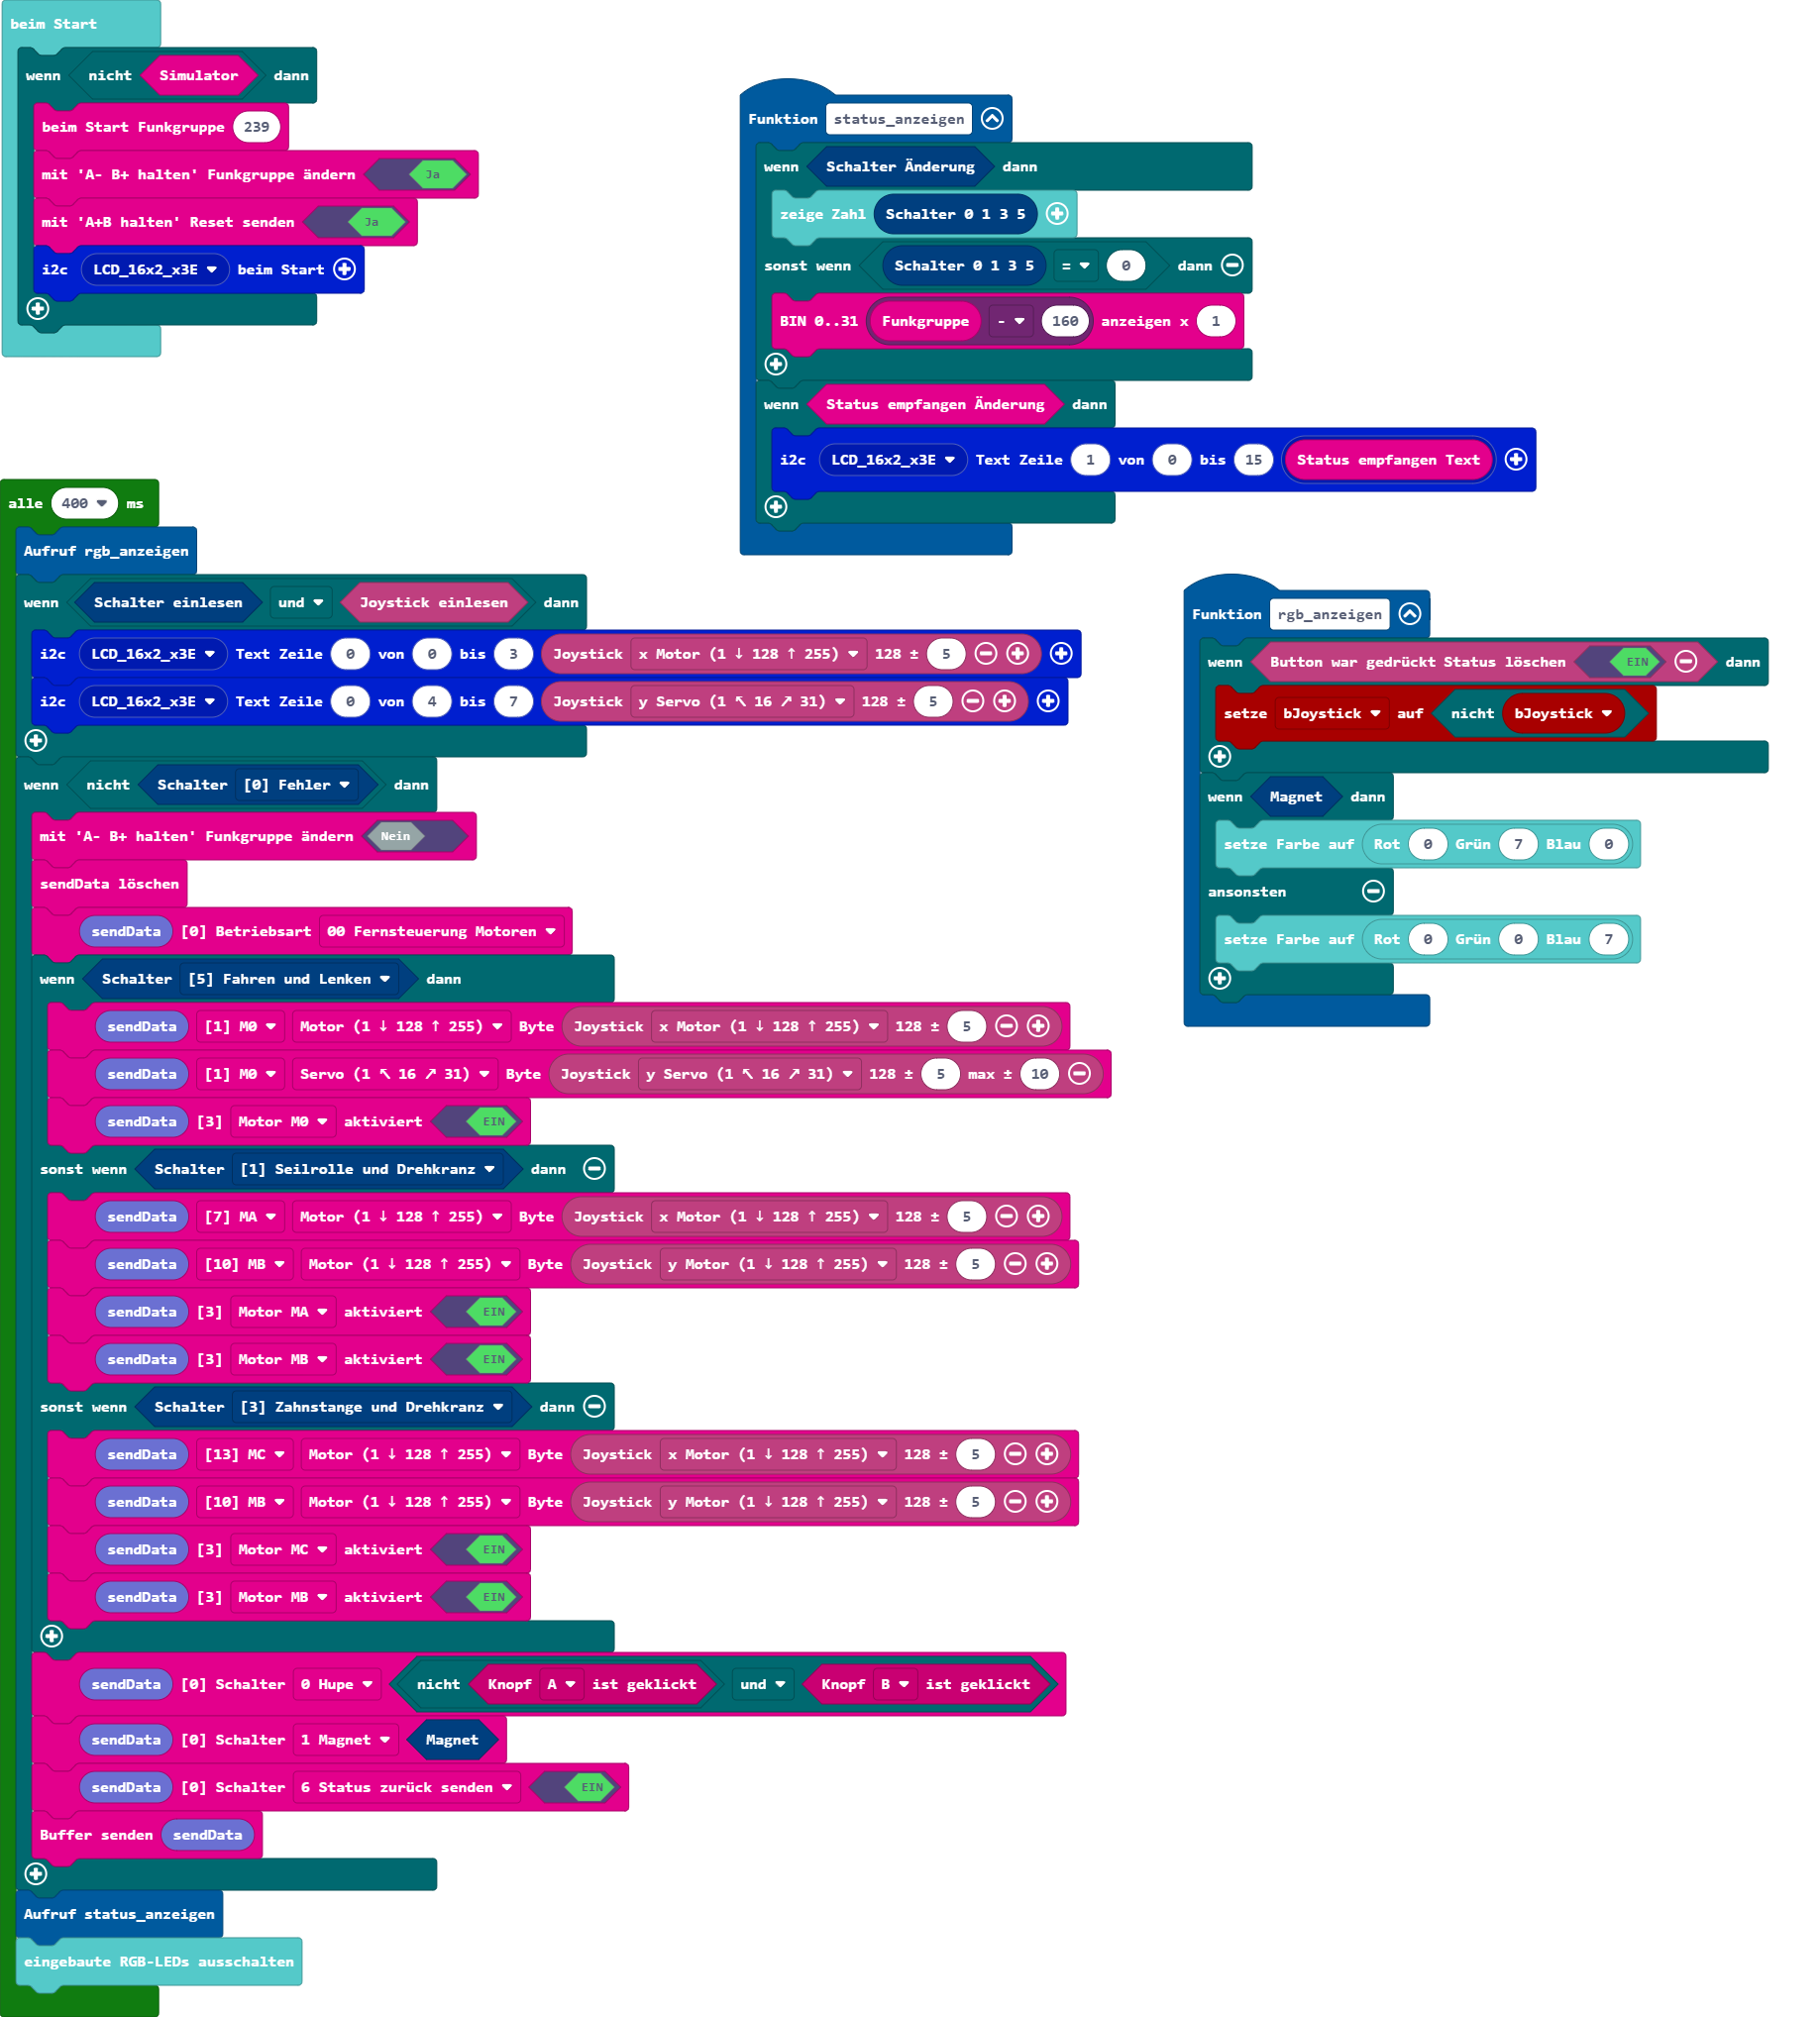 beim Start
wenn nicht Simulator dann
beim Start Funkgruppe 239
mit 'A- B+ halten' Funkgruppe ändern Ja
mit 'A+B halten' Reset senden Ja
i2c LCD_16x2_x3E beim Start
Funktion status_anzeigen
wenn Schalter Änderung dann
zeige Zahl Schalter 0 1 3 5
sonst wenn Schalter 0 1 3 5 = 0 dann
BIN 0..31 Funkgruppe - 160 anzeigen x 1
wenn Status empfangen Änderung dann
i2c LCD_16x2_x3E Text Zeile 1 von 0 bis 15 Status empfangen Text
alle 400 ms
Aufruf rgb_anzeigen
wenn Schalter einlesen und Joystick einlesen dann
i2c LCD_16x2_x3E Text Zeile 0 von 0 bis 3 Joystick x Motor (1 ↓ 128 ↑ 255) 128 ± 5
i2c LCD_16x2_x3E Text Zeile 0 von 4 bis 7 Joystick y Servo (1 ↖ 16 ↗ 31) 128 ± 5
wenn nicht Schalter [0] Fehler dann
mit 'A- B+ halten' Funkgruppe ändern Nein
sendData löschen
sendData [0] Betriebsart 00 Fernsteuerung Motoren
wenn Schalter [5] Fahren und Lenken dann
sendData [1] M0 Motor (1 ↓ 128 ↑ 255) Byte Joystick x Motor (1 ↓ 128 ↑ 255) 128 ± 5
sendData [1] M0 Servo (1 ↖ 16 ↗ 31) Byte Joystick y Servo (1 ↖ 16 ↗ 31) 128 ± 5 max ± 10
sendData [3] Motor M0 aktiviert EIN
sonst wenn Schalter [1] Seilrolle und Drehkranz dann
sendData [7] MA Motor (1 ↓ 128 ↑ 255) Byte Joystick x Motor (1 ↓ 128 ↑ 255) 128 ± 5
sendData [10] MB Motor (1 ↓ 128 ↑ 255) Byte Joystick y Motor (1 ↓ 128 ↑ 255) 128 ± 5
sendData [3] Motor MA aktiviert EIN
sendData [3] Motor MB aktiviert EIN
sonst wenn Schalter [3] Zahnstange und Drehkranz dann
sendData [13] MC Motor (1 ↓ 128 ↑ 255) Byte Joystick x Motor (1 ↓ 128 ↑ 255) 128 ± 5
sendData [10] MB Motor (1 ↓ 128 ↑ 255) Byte Joystick y Motor (1 ↓ 128 ↑ 255) 128 ± 5
sendData [3] Motor MC aktiviert EIN
sendData [3] Motor MB aktiviert EIN
sendData [0] Schalter 0 Hupe nicht Knopf A ist geklickt und Knopf B ist geklickt
sendData [0] Schalter 1 Magnet Magnet
sendData [0] Schalter 6 Status zurück senden EIN
Buffer senden sendData
Aufruf status_anzeigen
eingebaute RGB-LEDs ausschalten
Funktion rgb_anzeigen
wenn Button war gedrückt Status löschen EIN dann
setze bJoystick auf nicht bJoystick
wenn Magnet dann
setze Farbe auf Rot 0 Grün 7 Blau 0
ansonsten
setze Farbe auf Rot 0 Grün 0 Blau 7